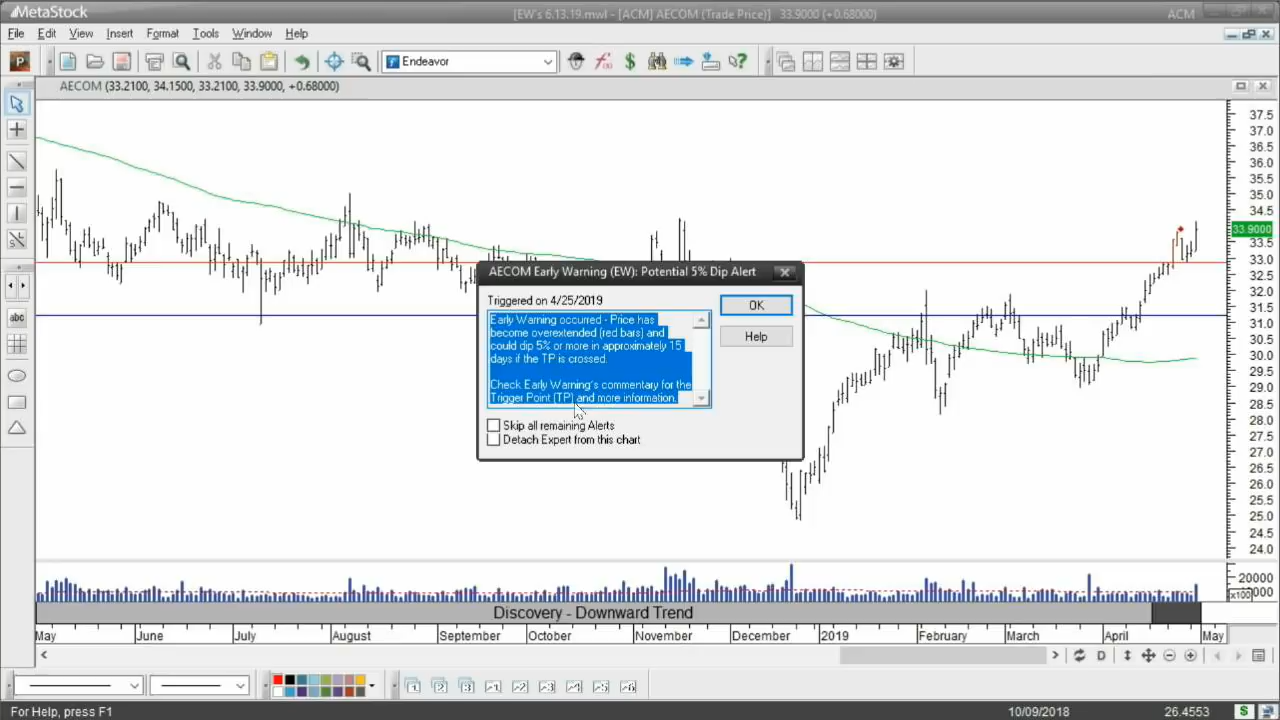 MetaStock
[EW's 6.13.19.mwl - [ACM] AECOM (Trade Price)] 33.9000 (+0.68000)
ACM
File Edit View Insert Format Tools Window Help
P
Endeavor
AECOM (33.2100, 34.1500, 33.2100, 33.9000, +0.68000)
37.5
37.0
36.5
36.0
35.5
35.0
34.5
33.9000
33.5
33.0
32.5
32.0
31.5
31.0
30.5
30.0
29.5
29.0
28.5
28.0
27.5
27.0
26.5
26.0
25.5
25.0
24.5
24.0
AECOM Early Warning (EW): Potential 5% Dip Alert
Triggered on 4/25/2019
OK
Early Warning occurred - Price has
become overextended (red bars) and
could dip 5% or more in approximately 15
days if the TP is crossed.
Help
Check Early Warning's commentary for the
Trigger Point (TP) and more information.
Skip all remaining Alerts
Detach Expert from this chart
abc
20000
10000
x100
Discovery - Downward Trend
May June July August September October November December 2019 February March April May
D
For Help, press F1
10/09/2018
26.4553